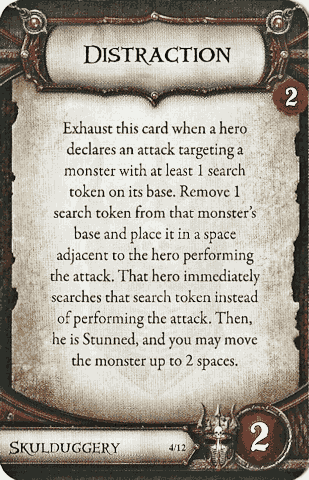 DISTRACTION
2
Exhaust this card when a hero
declares an attack targeting a
monster with at least 1 search
token on its base. Remove 1
search token from that monster's
base and place it in a space
adjacent to the hero performing
the attack. That hero immediately
searches that search token instead
of performing the attack. Then,
he is Stunned, and you may move
the monster up to 2 spaces.
SKULDUGGERY
4/12
2